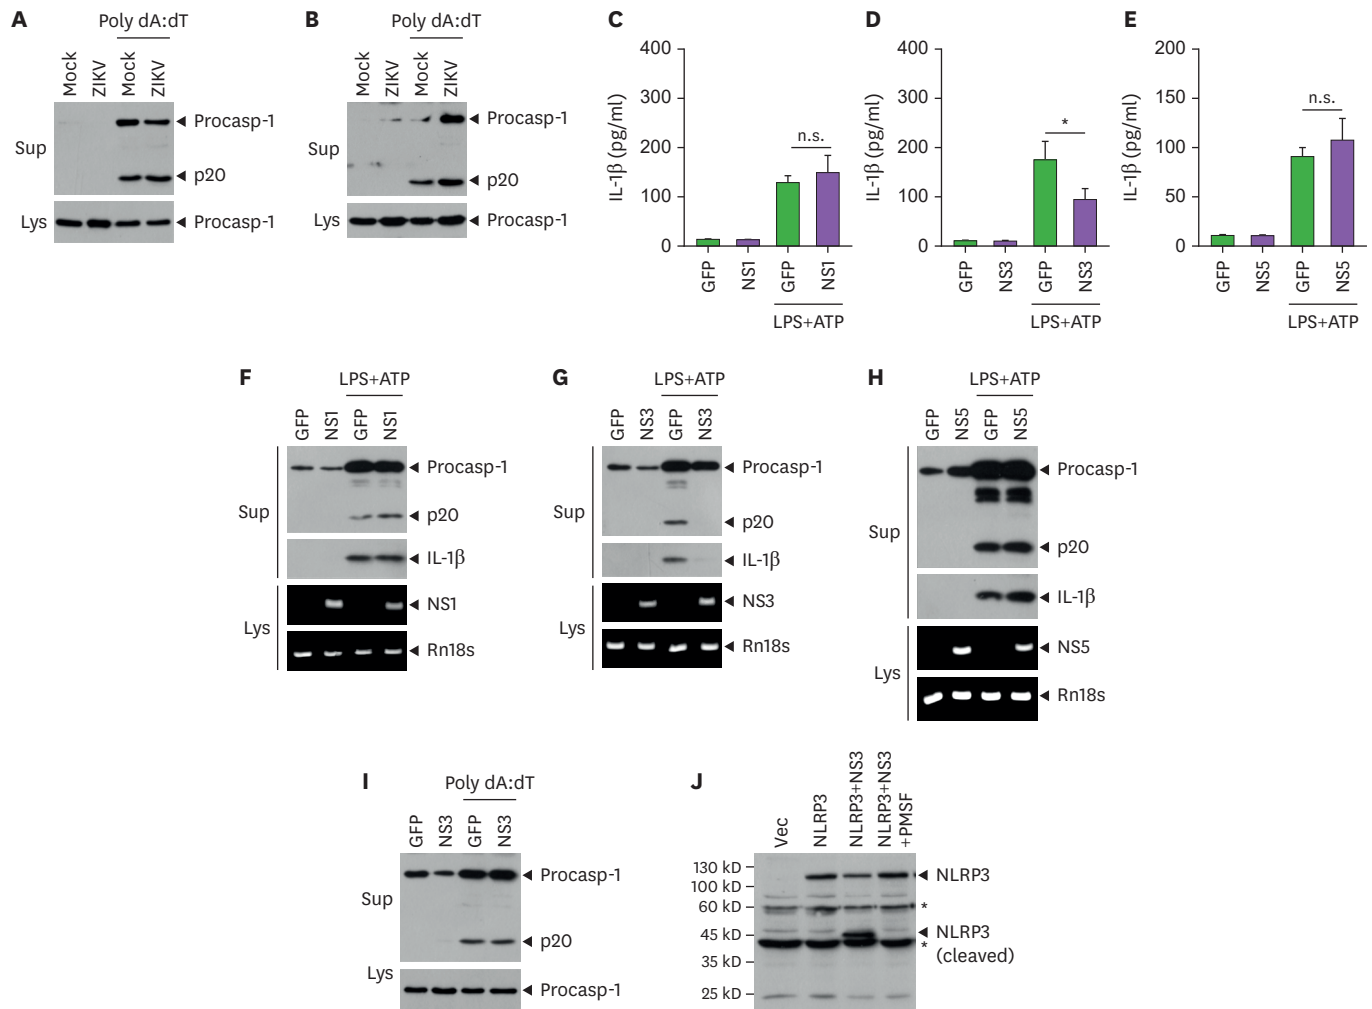 A
Poly dA:dT
Mock
ZIKV
Mock
ZIKV
Sup
Procasp-1
p20
Lys
Procasp-1
B
Poly dA:dT
Mock
ZIKV
Mock
ZIKV
Sup
Procasp-1
p20
Lys
Procasp-1
C
IL-1β (pg/ml)
400
300
200
100
0
n.s.
GFP
NS1
GFP
NS1
LPS+ATP
D
IL-1β (pg/ml)
400
300
200
100
0
*
GFP
NS3
GFP
NS3
LPS+ATP
E
IL-1β (pg/ml)
200
150
100
50
0
n.s.
GFP
NS5
GFP
NS5
LPS+ATP
F
LPS+ATP
GFP
NS1
GFP
NS1
Sup
Procasp-1
p20
IL-1β
Lys
NS1
Rn18s
G
LPS+ATP
GFP
NS3
GFP
NS3
Sup
Procasp-1
p20
IL-1β
Lys
NS3
Rn18s
H
LPS+ATP
GFP
NS5
GFP
NS5
Sup
Procasp-1
p20
IL-1β
Lys
NS5
Rn18s
I
Poly dA:dT
GFP
NS3
GFP
NS3
Sup
Procasp-1
p20
Lys
Procasp-1
J
Vec
NLRP3
NLRP3+NS3
NLRP3+NS3
+PMSF
130 kD
100 kD
60 kD
45 kD
35 kD
25 kD
NLRP3
*
NLRP3
*
(cleaved)